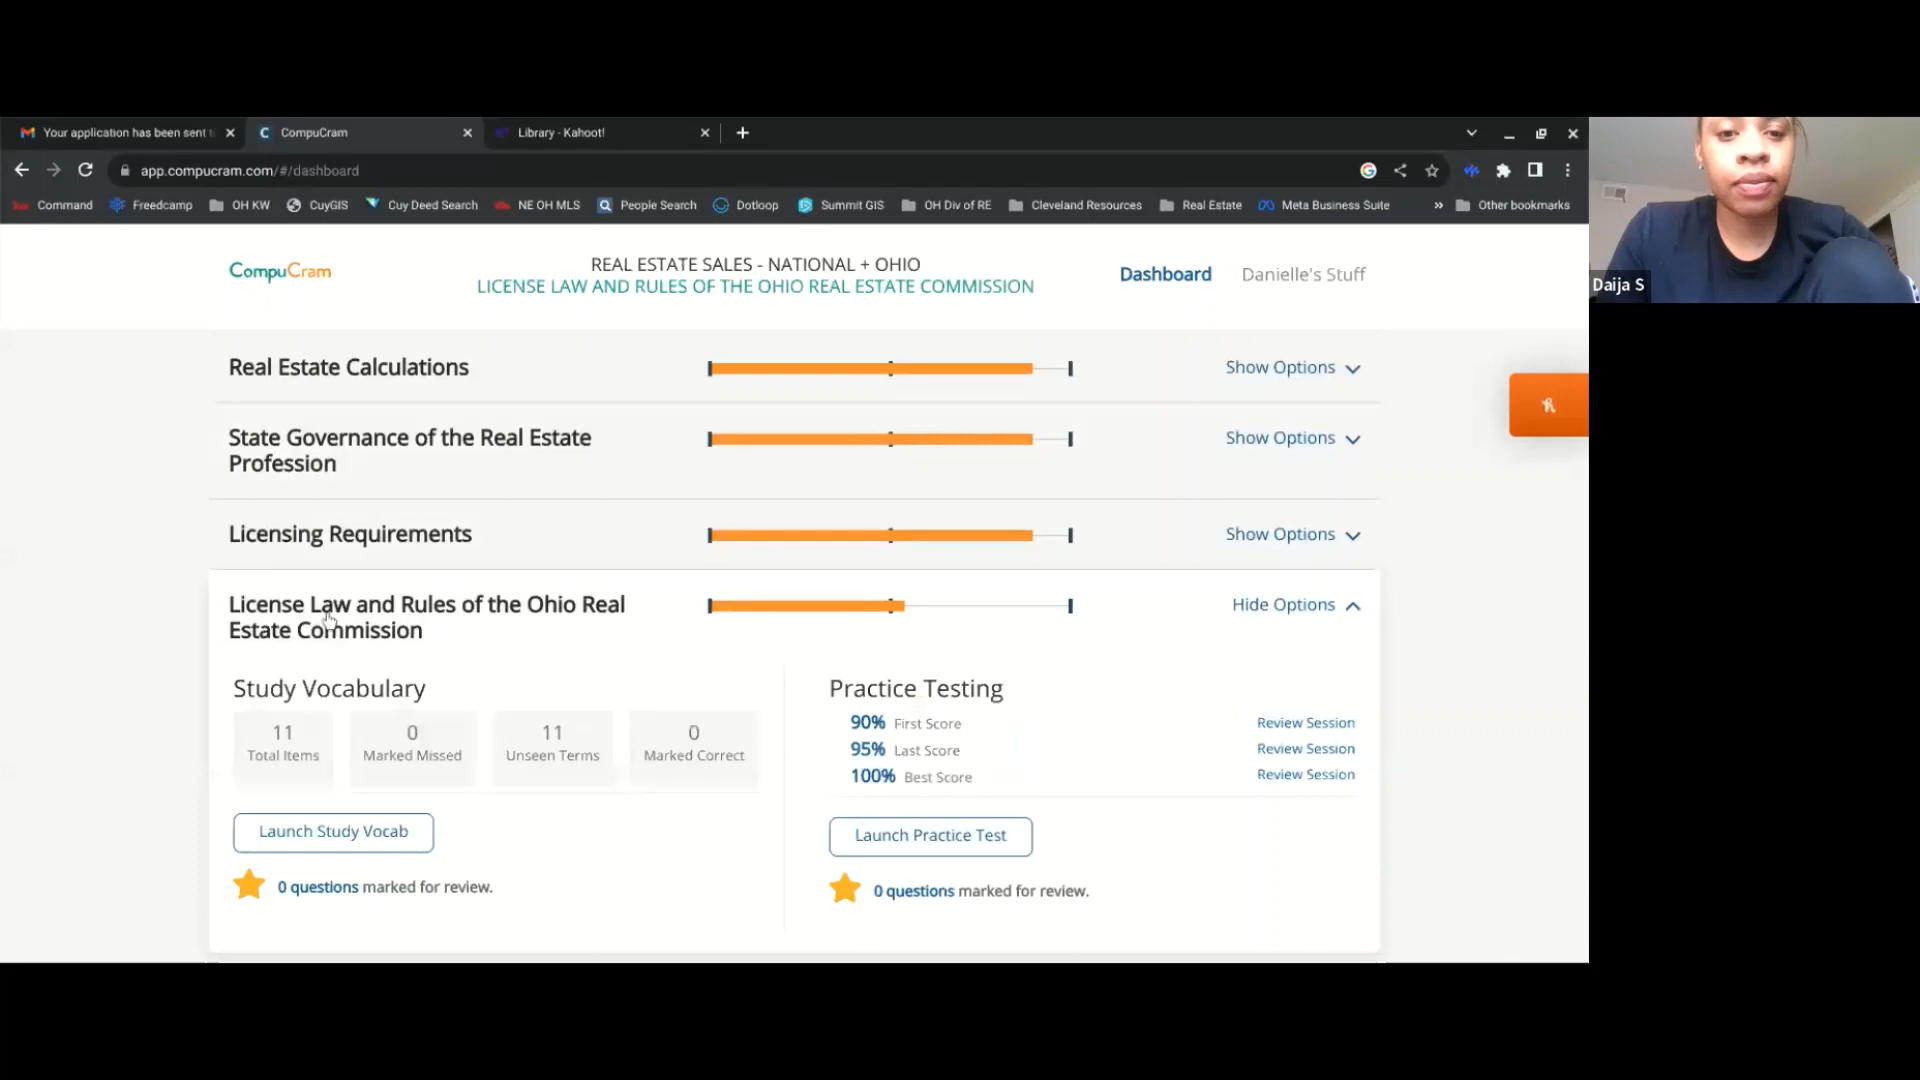 Your application has been sent t
CompuCram
Library - Kahoot!
app.compucram.com/#/dashboard
Command
Freedcamp
OH KW
CuyGIS
Cuy Deed Search
NE OH MLS
People Search
Dotloop
Summit GIS
OH Div of RE
Cleveland Resources
Real Estate
Meta Business Suite
»
Other bookmarks
CompuCram
REAL ESTATE SALES - NATIONAL + OHIO
LICENSE LAW AND RULES OF THE OHIO REAL ESTATE COMMISSION
Dashboard
Danielle's Stuff
Daija S
Real Estate Calculations
Show Options
State Governance of the Real Estate
Profession
Show Options
Licensing Requirements
Show Options
License Law and Rules of the Ohio Real
Estate Commission
Hide Options
Study Vocabulary
11
Total Items
0
Marked Missed
11
Unseen Terms
0
Marked Correct
Launch Study Vocab
0 questions marked for review.
Practice Testing
90% First Score Review Session
95% Last Score Review Session
100% Best Score Review Session
Launch Practice Test
0 questions marked for review.